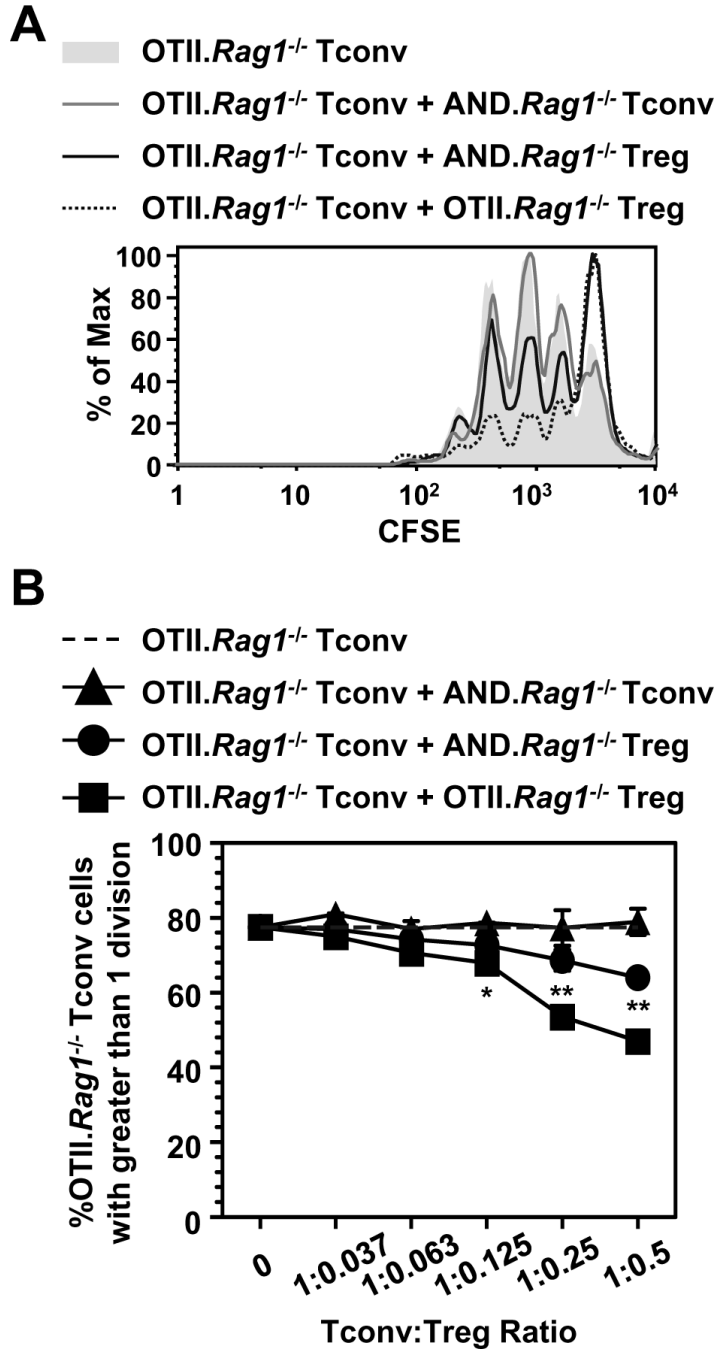 A
OTII.Rag1-/- Tconv
OTII.Rag1-/- Tconv + AND.Rag1-/- Tconv
OTII.Rag1-/- Tconv + AND.Rag1-/- Treg
OTII.Rag1-/- Tconv + OTII.Rag1-/- Treg
% of Max
100
80
60
40
20
0
1 10 10² 10³ 10⁴
CFSE
B
OTII.Rag1-/- Tconv
OTII.Rag1-/- Tconv + AND.Rag1-/- Tconv
OTII.Rag1-/- Tconv + AND.Rag1-/- Treg
OTII.Rag1-/- Tconv + OTII.Rag1-/- Treg
%OTII.Rag1-/- Tconv cells
with greater than 1 division
100
80
60
40
20
0
* ** **
0 1:0.037 1:0.063 1:0.125 1:0.25 1:0.5
Tconv:Treg Ratio